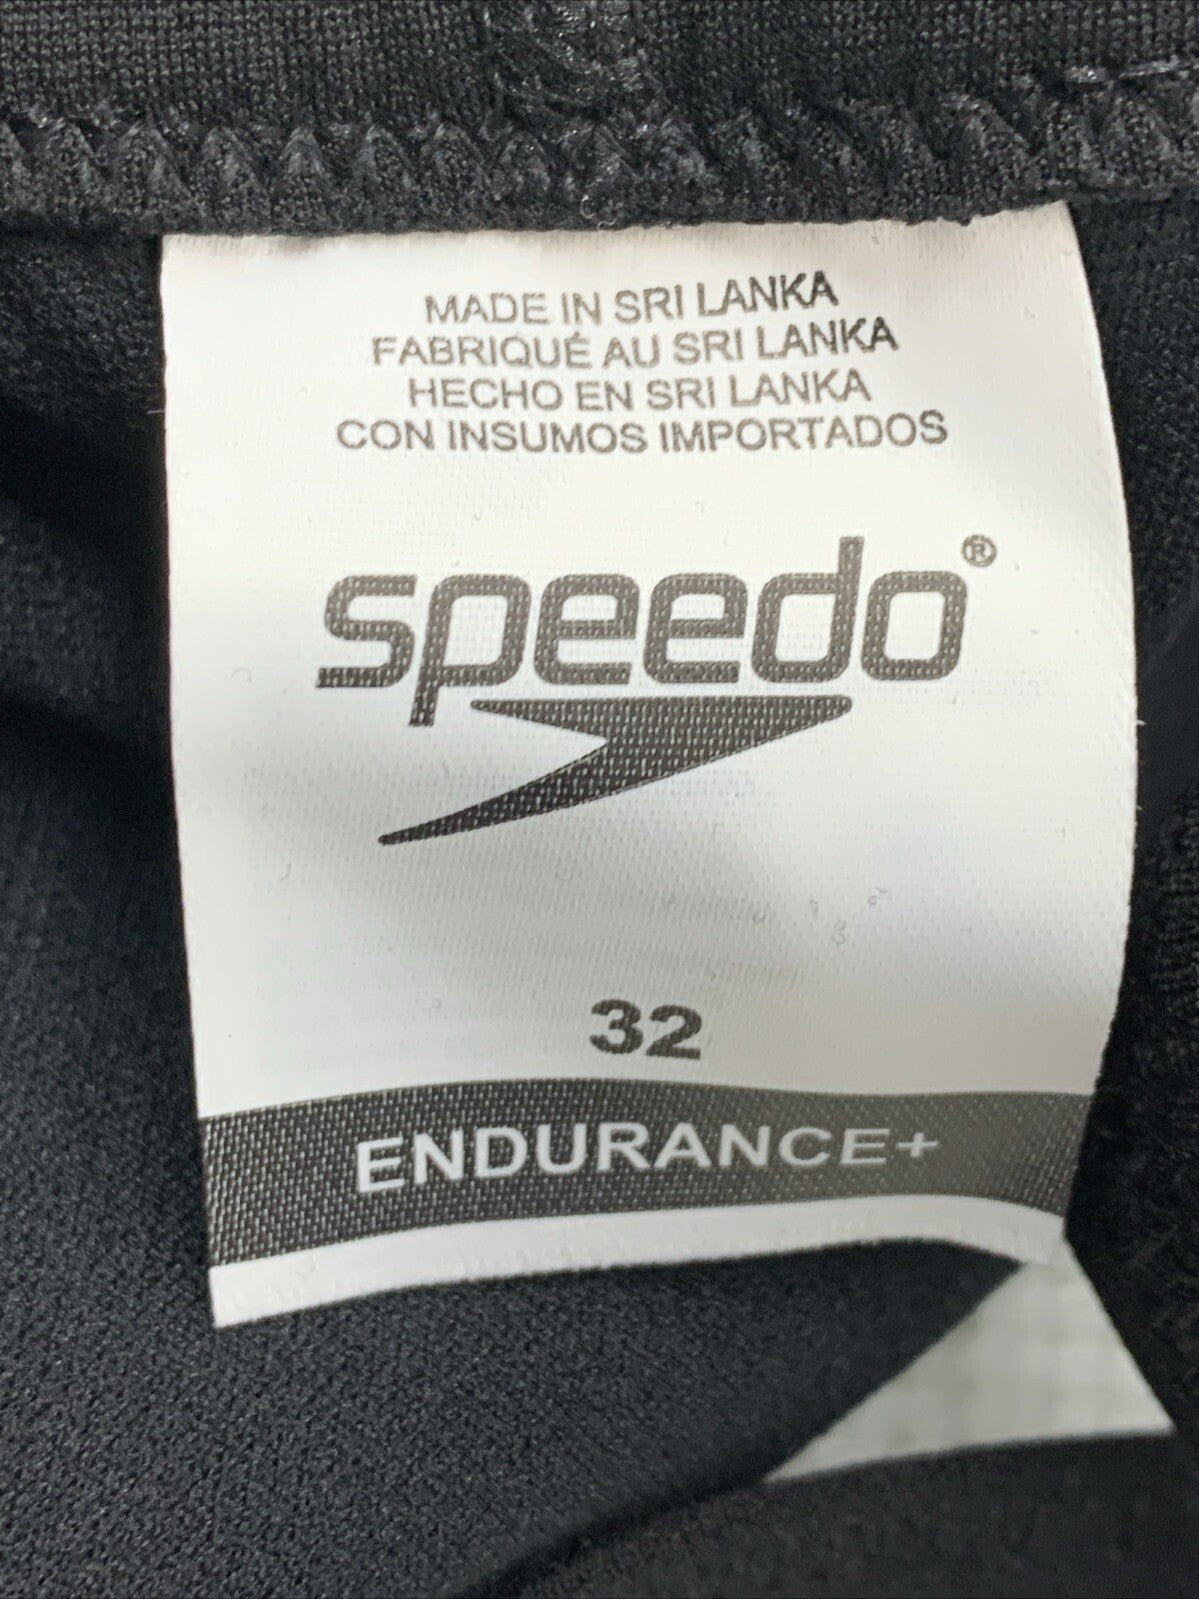 MADE IN SRI LANKA
FABRIQUÉ AU SRI LANKA
HECHO EN SRI LANKA
CON INSUMOS IMPORTADOS
speedo®
32
ENDURANCE+